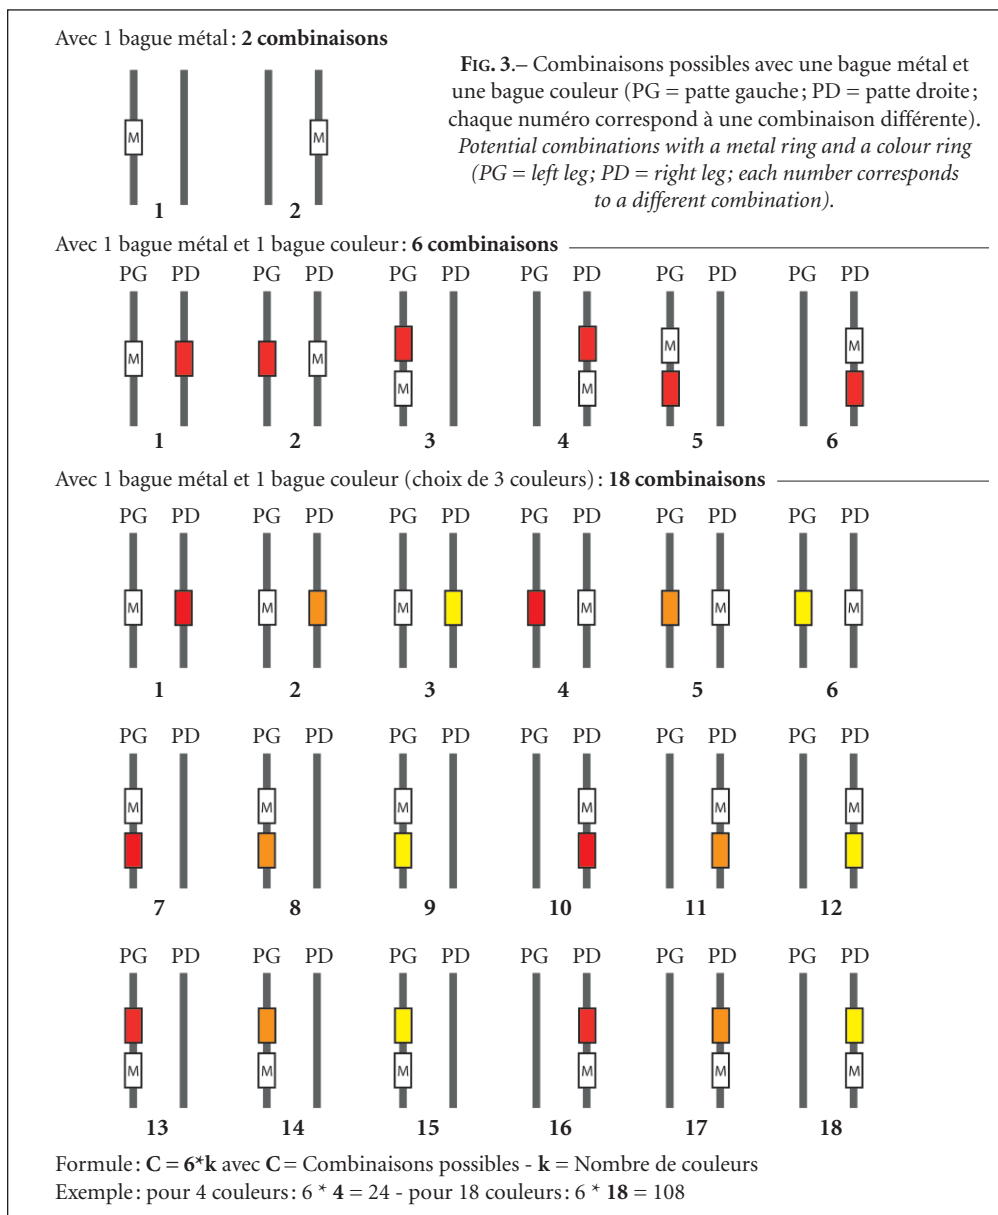 Avec 1 bague métal : 2 combinaisons
FIG. 3.– Combinaisons possibles avec une bague métal et
une bague couleur (PG = patte gauche ; PD = patte droite ;
chaque numéro correspond à une combinaison différente).
Potential combinations with a metal ring and a colour ring
(PG = left leg; PD = right leg; each number corresponds
to a different combination).
M M
1 2
Avec 1 bague métal et 1 bague couleur : 6 combinaisons
PG PD PG PD PG PD PG PD PG PD PG PD
M M M M M M
1 2 3 4 5 6
Avec 1 bague métal et 1 bague couleur (choix de 3 couleurs) : 18 combinaisons
PG PD PG PD PG PD PG PD PG PD PG PD
M M M M M M
1 2 3 4 5 6
PG PD PG PD PG PD PG PD PG PD PG PD
M M M M M M
7 8 9 10 11 12
PG PD PG PD PG PD PG PD PG PD PG PD
M M M M M M
13 14 15 16 17 18
Formule : C = 6*k avec C = Combinaisons possibles - k = Nombre de couleurs
Exemple : pour 4 couleurs : 6 * 4 = 24 - pour 18 couleurs : 6 * 18 = 108